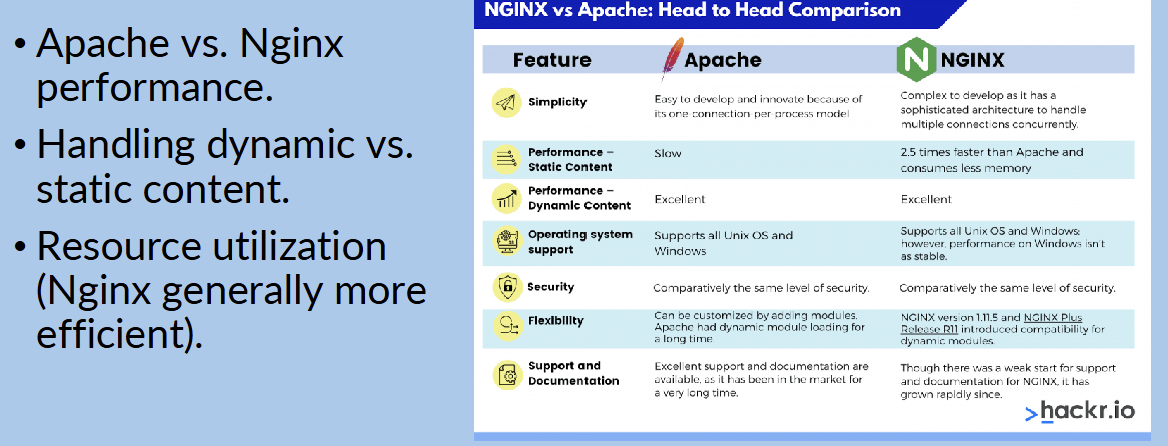 • Apache vs. Nginx
performance.
• Handling dynamic vs.
static content.
• Resource utilization
(Nginx generally more
efficient).
NGINX vs Apache: Head to Head Comparison
Feature
Apache
N NGINX
Simplicity
Easy to develop and innovate because of
its one connection-per-process model
Complex to develop as it has a
sophisticated architecture to handle
multiple connections concurrently.
Performance –
Static Content
Slow
2.5 times faster than Apache and
consumes less memory
Performance –
Dynamic Content
Excellent
Excellent
Operating system
support
Supports all Unix OS and
Windows
Supports all Unix OS and Windows;
however, performance on Windows isn't
as stable.
Security
Comparatively the same level of security.
Comparatively the same level of security.
Flexibility
Can be customized by adding modules.
Apache had dynamic module loading for
a long time
NGINX version 1.11.5 and NGINX Plus
Release R11 introduced compatibility for
dynamic modules.
Support and
Documentation
Excellent support and documentation are
available, as it has been in the market for
a very long time.
Though there was a weak start for support
and documentation for NGINX, it has
grown rapidly since.
>hackr.io